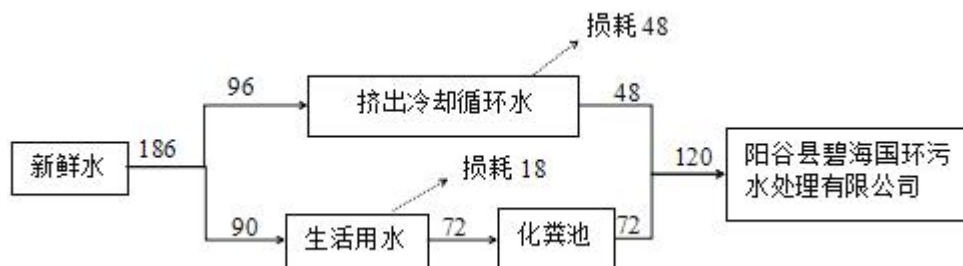 损耗 48
96
挤出冷却循环水
48
新鲜水
186
120
阳谷县碧海国环污
水处理有限公司
损耗 18
90
生活用水
72
化粪池
72